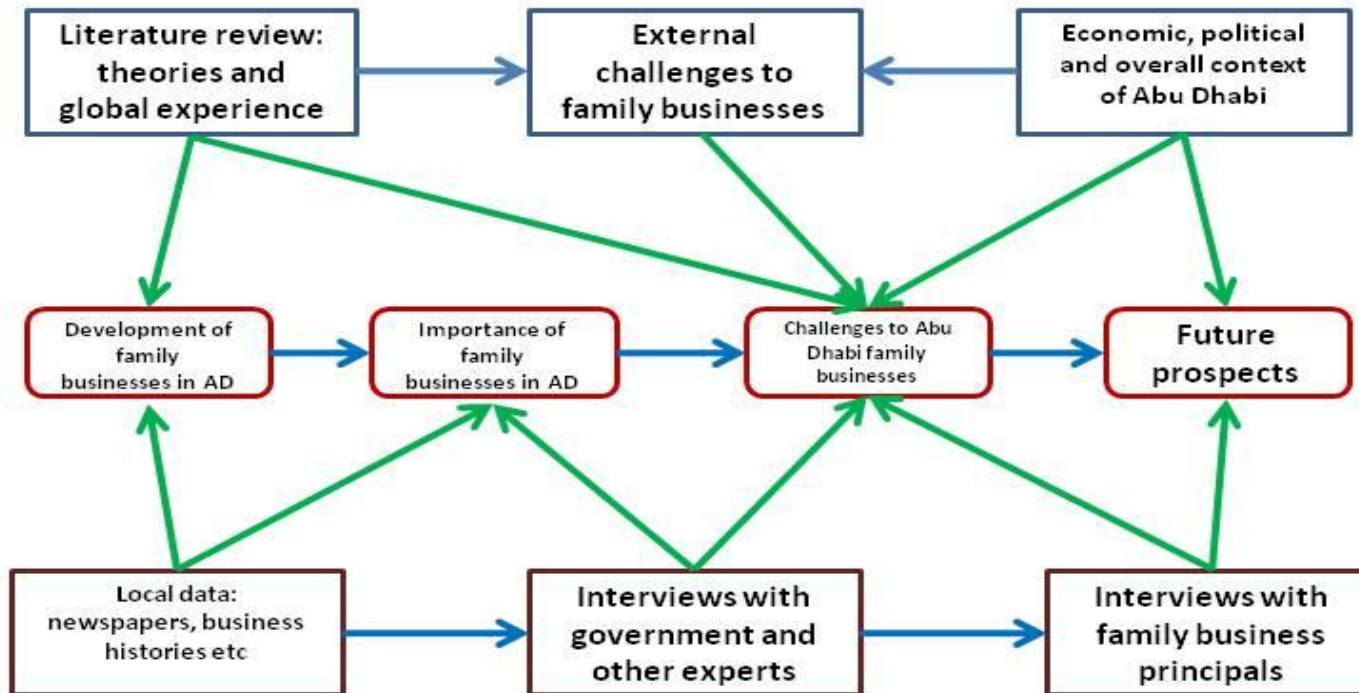 Literature review:
theories and
global experience
External
challenges to
family businesses
Economic, political
and overall context
of Abu Dhabi
Development of
family
businesses in AD
Importance of
family
businesses in AD
Challenges to Abu
Dhabi family
businesses
Future
prospects
Local data:
newspapers, business
histories etc
Interviews with
government and
other experts
Interviews with
family business
principals